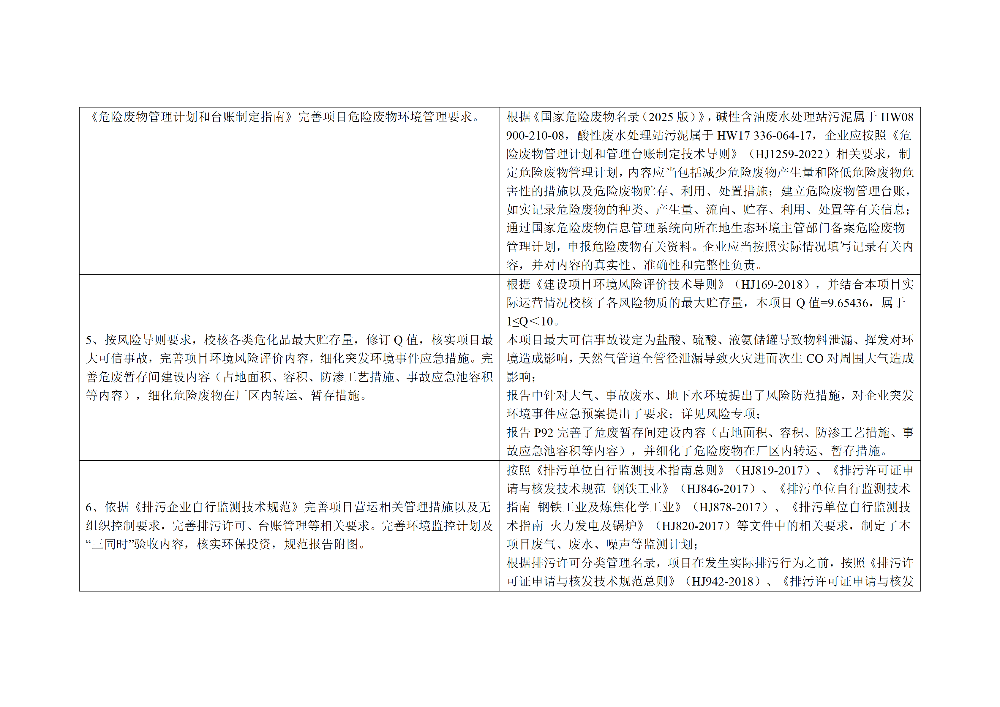 《危险废物管理计划和台账制定指南》完善项目危险废物环境管理要求。
根据《国家危险废物名录（2025 版）》，碱性含油废水处理站污泥属于 HW08
900-210-08，酸性废水处理站污泥属于 HW17 336-064-17，企业应按照《危
险废物管理计划和管理台账制定技术导则》（HJ1259-2022）相关要求，制
定危险废物管理计划，内容应当包括减少危险废物产生量和降低危险废物危
害性的措施以及危险废物贮存、利用、处置措施；建立危险废物管理台账，
如实记录危险废物的种类、产生量、流向、贮存、利用、处置等有关信息；
通过国家危险废物信息管理系统向所在地生态环境主管部门备案危险废物
管理计划，申报危险废物有关资料。企业应当按照实际情况填写记录有关内
容，并对内容的真实性、准确性和完整性负责。
5、按风险导则要求，校核各类危化品最大贮存量，修订 Q 值，核实项目最
大可信事故，完善项目环境风险评价内容，细化突发环境事件应急措施。完
善危废暂存间建设内容（占地面积、容积、防渗工艺措施、事故应急池容积
等内容），细化危险废物在厂区内转运、暂存措施。
根据《建设项目环境风险评价技术导则》（HJ169-2018），并结合本项目实
际运营情况校核了各风险物质的最大贮存量，本项目 Q 值=9.65436，属于
1≤Q＜10。
本项目最大可信事故设定为盐酸、硫酸、液氨储罐导致物料泄漏、挥发对环
境造成影响，天然气管道全管径泄漏导致火灾进而次生 CO 对周围大气造成
影响；
报告中针对大气、事故废水、地下水环境提出了风险防范措施，对企业突发
环境事件应急预案提出了要求；详见风险专项；
报告 P92 完善了危废暂存间建设内容（占地面积、容积、防渗工艺措施、事
故应急池容积等内容），并细化了危险废物在厂区内转运、暂存措施。
6、依据《排污企业自行监测技术规范》完善项目营运相关管理措施以及无
组织控制要求，完善排污许可、台账管理等相关要求。完善环境监控计划及
“三同时”验收内容，核实环保投资，规范报告附图。
按照《排污单位自行监测技术指南总则》（HJ819-2017）、《排污许可证申
请与核发技术规范 钢铁工业》（HJ846-2017）、《排污单位自行监测技术
指南 钢铁工业及炼焦化学工业》（HJ878-2017）、《排污单位自行监测技
术指南 火力发电及锅炉》（HJ820-2017）等文件中的相关要求，制定了本
项目废气、废水、噪声等监测计划；
根据排污许可分类管理名录，项目在发生实际排污行为之前，按照《排污许
可证申请与核发技术规范总则》（HJ942-2018）、《排污许可证申请与核发